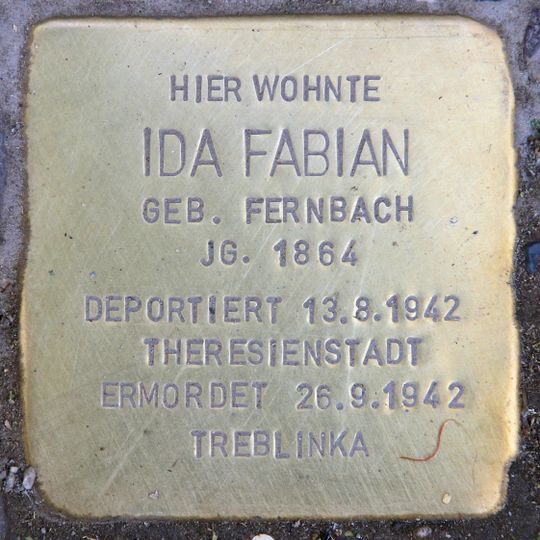 HIER WOHNTE
IDA FABIAN
GEB. FERNBACH
JG. 1864
DEPORTIERT 13.8.1942
THERESIENSTADT
ERMORDET 26.9.1942
TREBLINKA